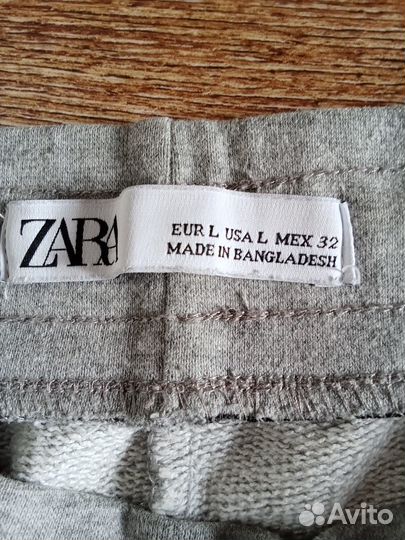 ZARA
EUR L USA L MEX 32
MADE IN BANGLADESH
Avito